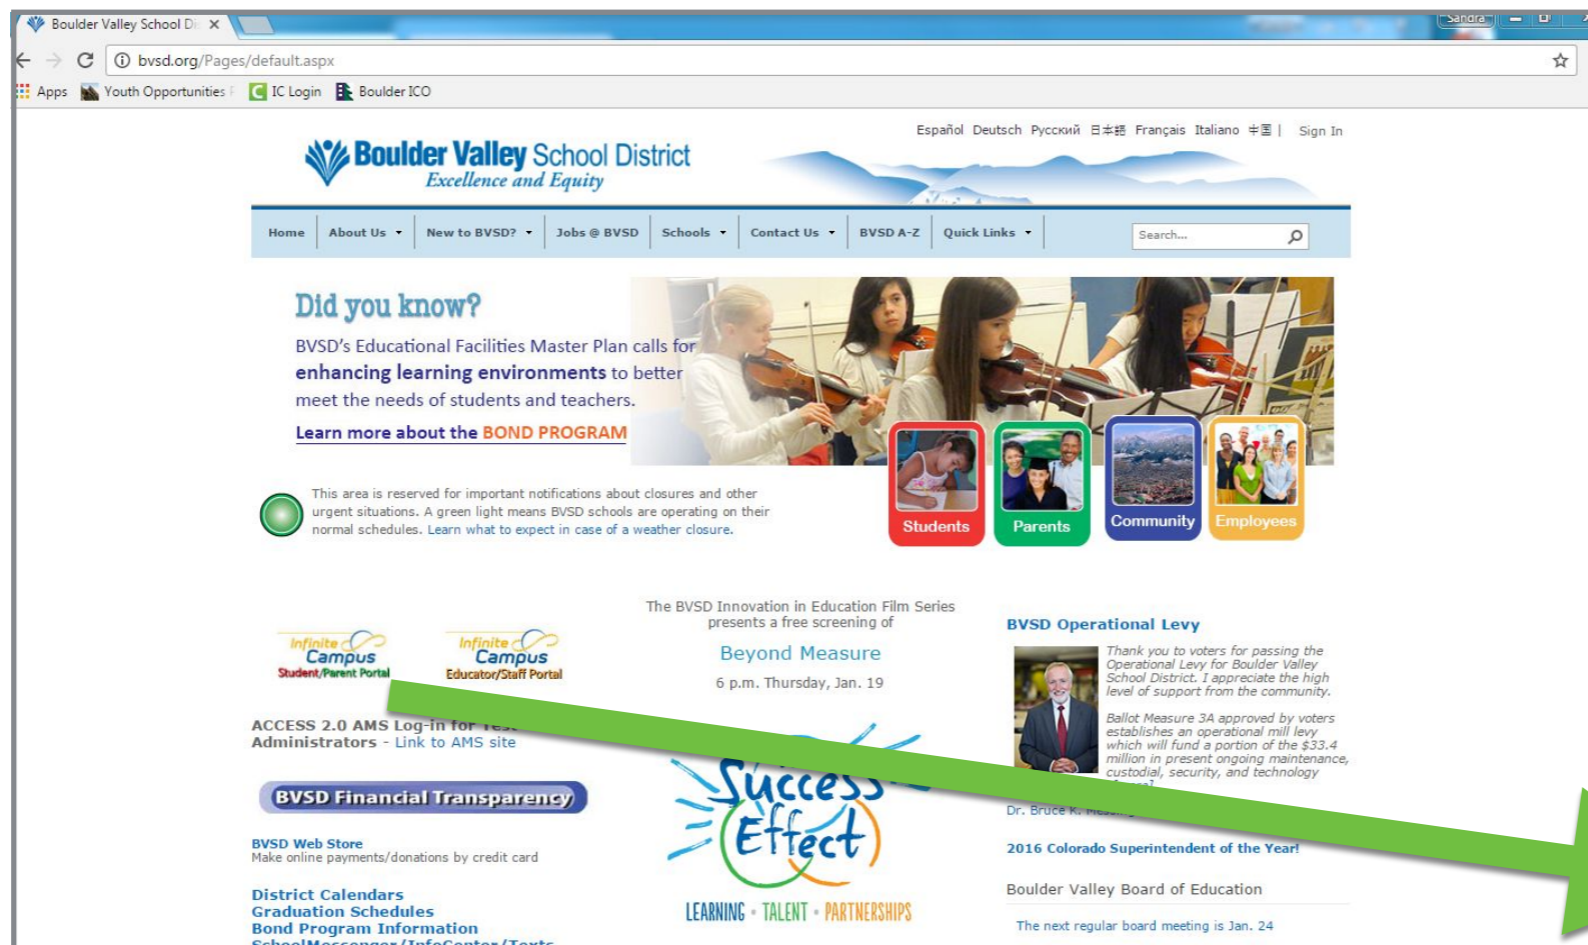 Boulder Valley School Di
Sandra
bvsd.org/Pages/default.aspx
Apps Youth Opportunities F IC Login Boulder ICO
Español Deutsch Русский 日本語 Français Italiano 中国 | Sign In
Boulder Valley School District
Excellence and Equity
Home About Us New to BVSD? Jobs @ BVSD Schools Contact Us BVSD A-Z Quick Links Search...
Did you know?
BVSD's Educational Facilities Master Plan calls for
enhancing learning environments to better
meet the needs of students and teachers.
Learn more about the BOND PROGRAM
Students Parents Community Employees
This area is reserved for important notifications about closures and other
urgent situations. A green light means BVSD schools are operating on their
normal schedules. Learn what to expect in case of a weather closure.
Infinite
Campus
Student/Parent Portal
Infinite
Campus
Educator/Staff Portal
ACCESS 2.0 AMS Log-in for Test
Administrators - Link to AMS site
BVSD Financial Transparency
BVSD Web Store
Make online payments/donations by credit card
District Calendars
Graduation Schedules
Bond Program Information
SchoolMessenger/InfoCenter/Texts
The BVSD Innovation in Education Film Series
presents a free screening of
Beyond Measure
6 p.m. Thursday, Jan. 19
Success
Effect
LEARNING • TALENT • PARTNERSHIPS
BVSD Operational Levy
Thank you to voters for passing the
Operational Levy for Boulder Valley
School District. I appreciate the high
level of support from the community.
Ballot Measure 3A approved by voters
establishes an operational mill levy
which will fund a portion of the $33.4
million in present ongoing maintenance,
custodial, security, and technology
Dr. Bruce K.
2016 Colorado Superintendent of the Year!
Boulder Valley Board of Education
The next regular board meeting is Jan. 24